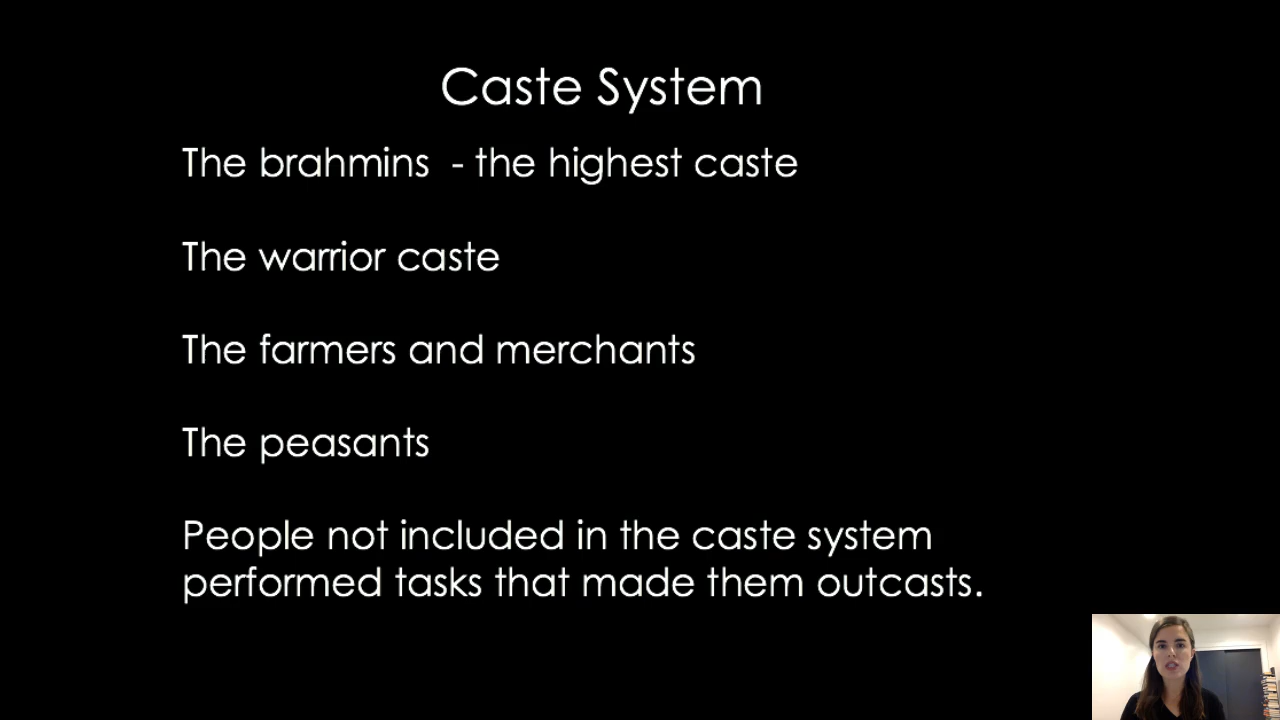 Caste System
The brahmins  - the highest caste
The warrior caste
The farmers and merchants
The peasants
People not included in the caste system
performed tasks that made them outcasts.